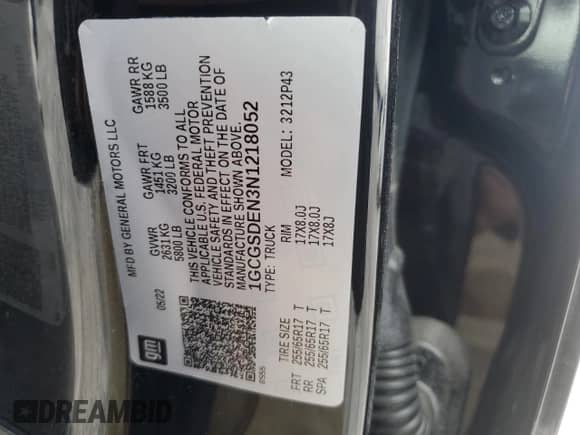 MFD BY GENERAL MOTORS LLC
05/22
GVWR
2631 KG
5800 LB
GAWR FRT
1451 KG
3200 LB
GAWR RR
1588 KG
3500 LB
THIS VEHICLE CONFORMS TO ALL
APPLICABLE U.S. FEDERAL MOTOR
VEHICLE SAFETY AND THEFT PREVENTION
STANDARDS IN EFFECT ON THE DATE OF
MANUFACTURE SHOWN ABOVE.
1GCGSDEN3N1218052
TYPE: TRUCK
MODEL: 3212P43
gm
TIRE SIZE RIM
FRT 255/65R17 T 17X8.0J
RR 255/65R17 T 17X8.0J
SPA 255/65R17 T 17X8J
DREAMBID